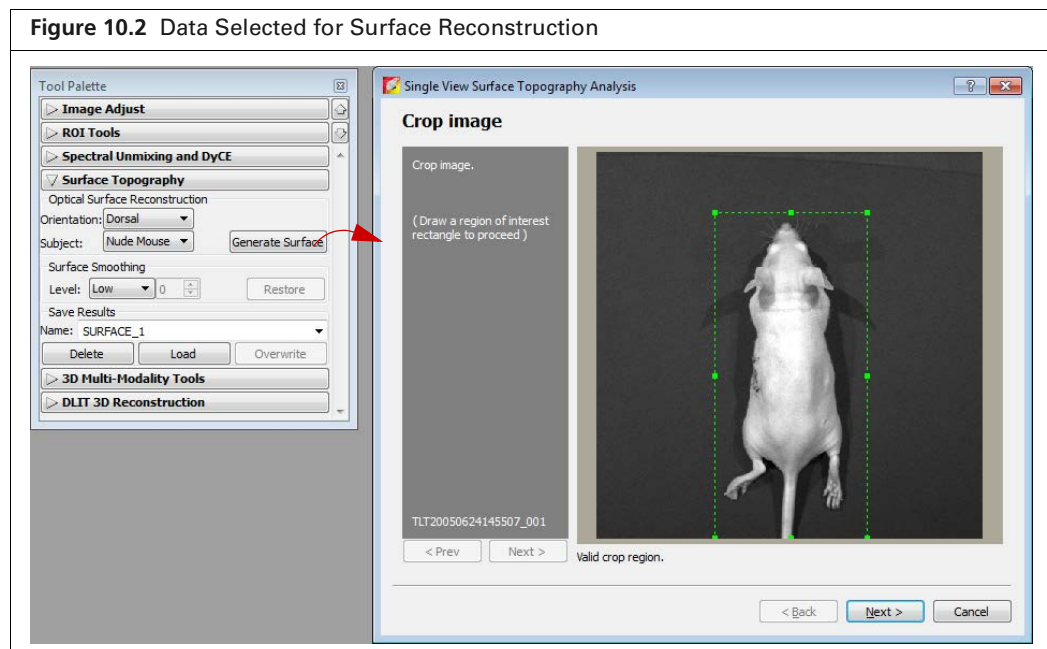 Figure 10.2 Data Selected for Surface Reconstruction
Tool Palette
Image Adjust
ROI Tools
Spectral Unmixing and DyCE
Surface Topography
Optical Surface Reconstruction
Orientation: Dorsal
Subject: Nude Mouse Generate Surface
Surface Smoothing
Level: Low 0 Restore
Save Results
Name: SURFACE_1
Delete Load Overwrite
3D Multi-Modality Tools
DLIT 3D Reconstruction
Single View Surface Topography Analysis
Crop image
Crop image.
(Draw a region of interest
rectangle to proceed )
TLT20050624145507_001
< Prev Next >
Valid crop region.
< Back Next > Cancel